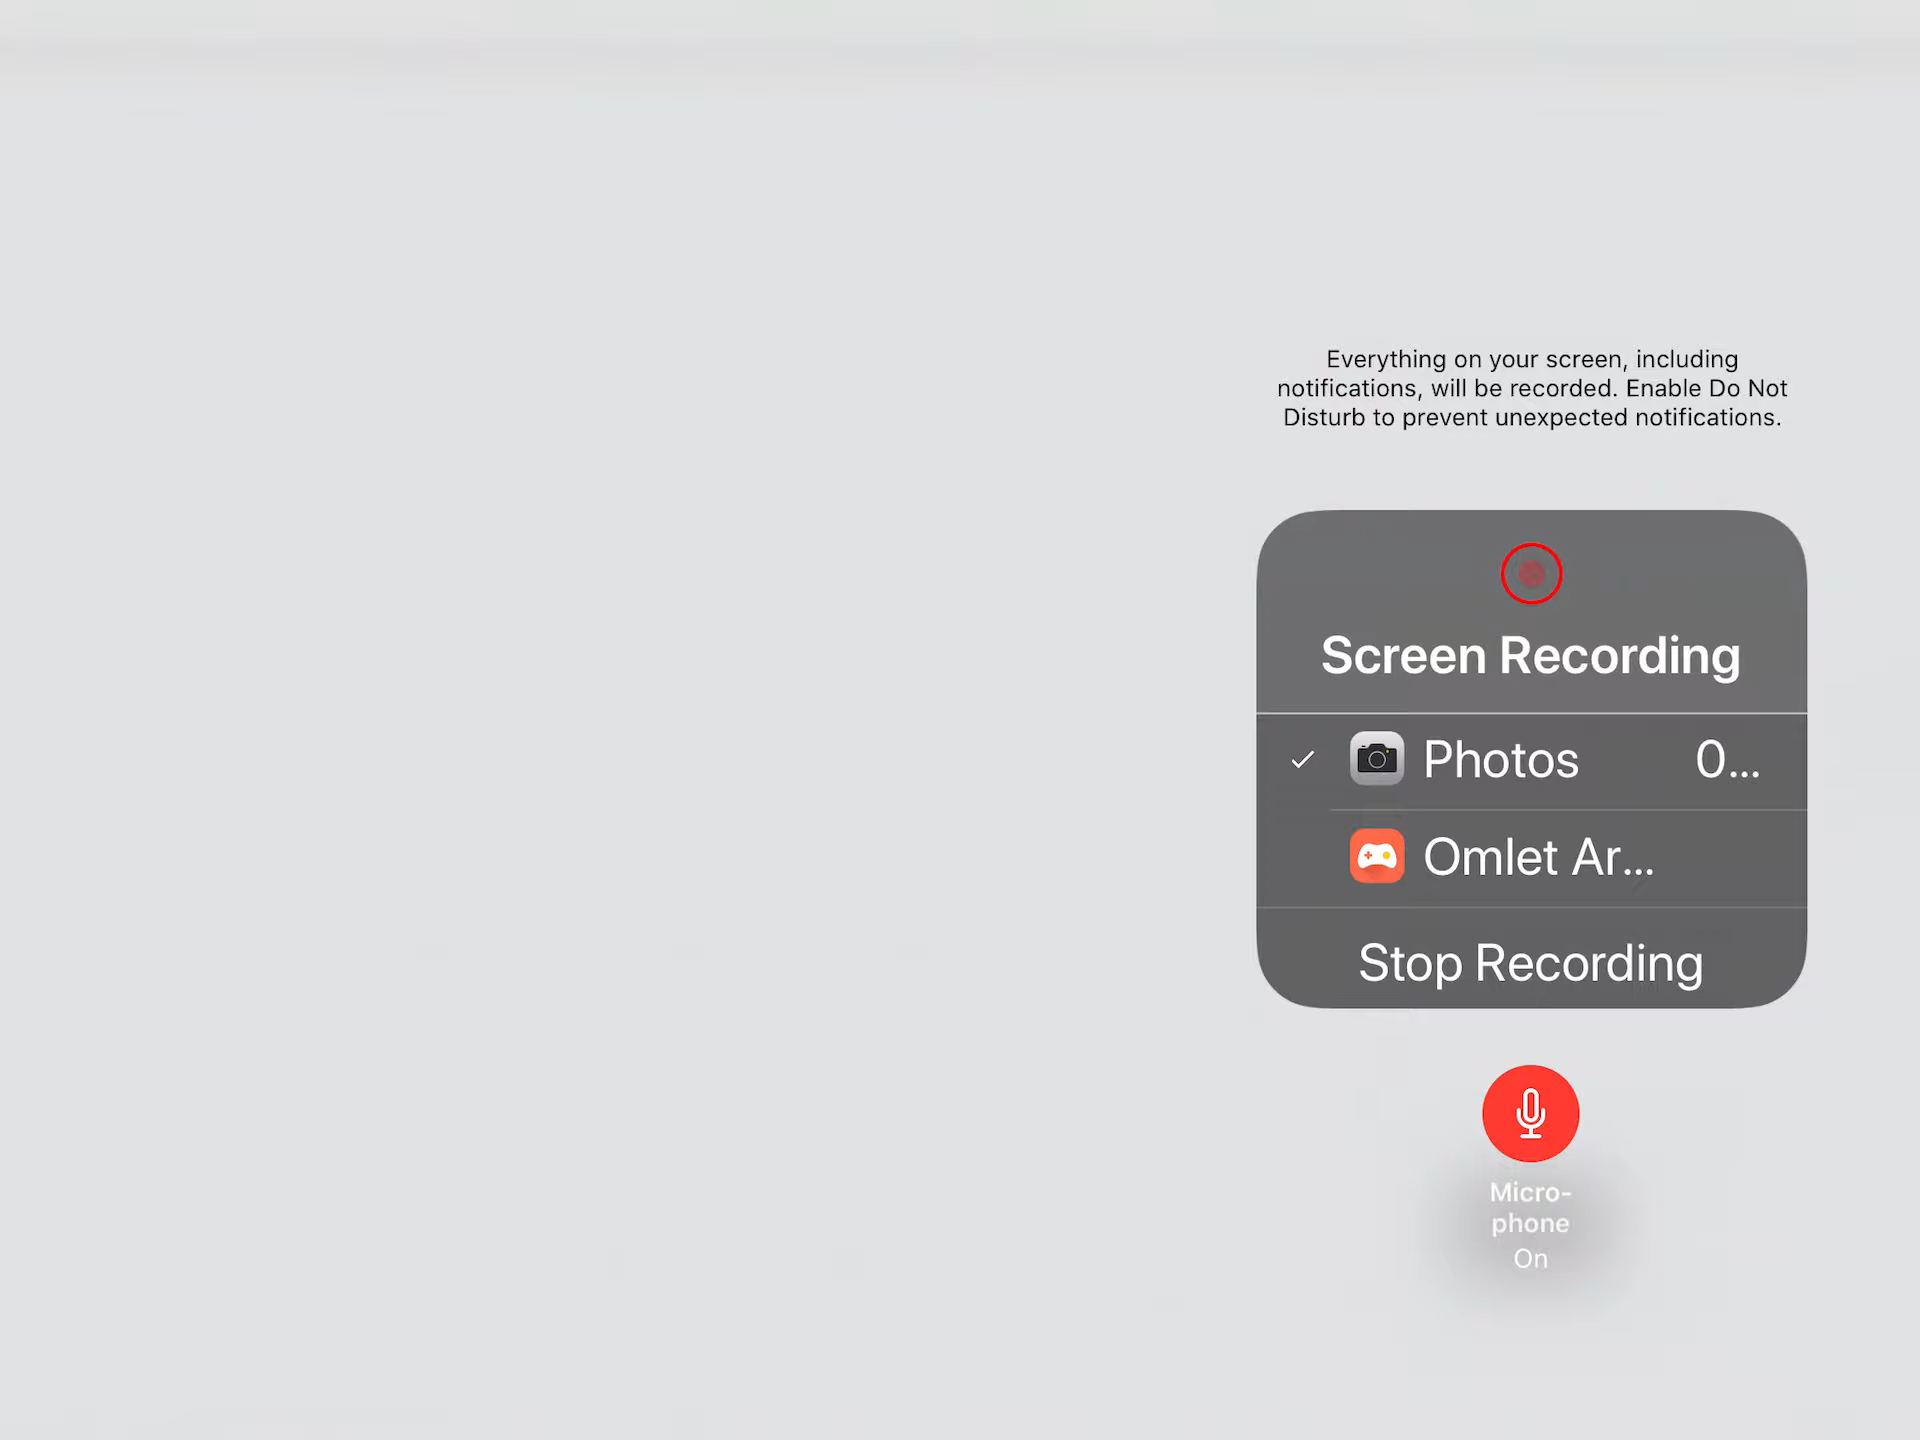 Everything on your screen, including
notifications, will be recorded. Enable Do Not
Disturb to prevent unexpected notifications.
Screen Recording
Photos 0...
Omlet Ar...
Stop Recording
Micro-
phone
On